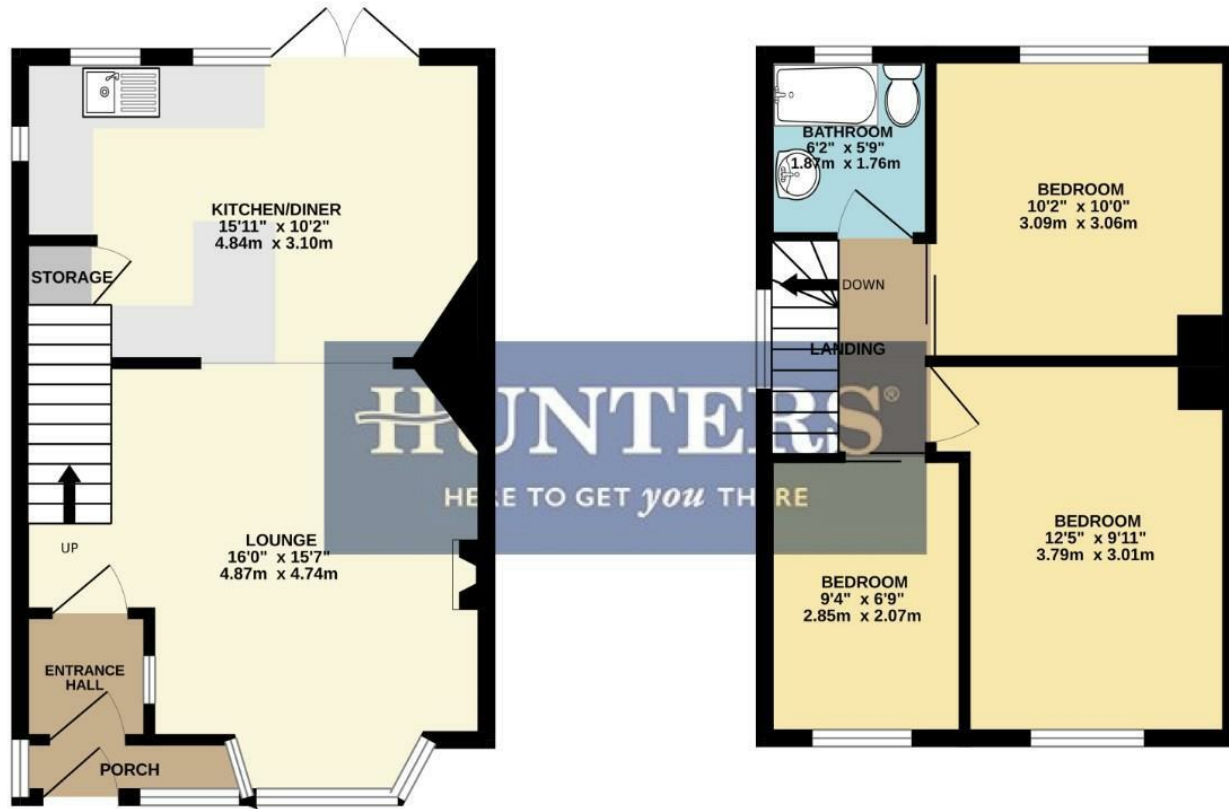 KITCHEN/DINER
15'11" x 10'2"
4.84m x 3.10m
STORAGE
UP
LOUNGE
16'0" x 15'7"
4.87m x 4.74m
ENTRANCE
HALL
PORCH
HUNTERS®
HERE TO GET you THERE
BATHROOM
6'2" x 5'9"
1.87m x 1.76m
BEDROOM
10'2" x 10'0"
3.09m x 3.06m
DOWN
LANDING
BEDROOM
12'5" x 9'11"
3.79m x 3.01m
BEDROOM
9'4" x 6'9"
2.85m x 2.07m